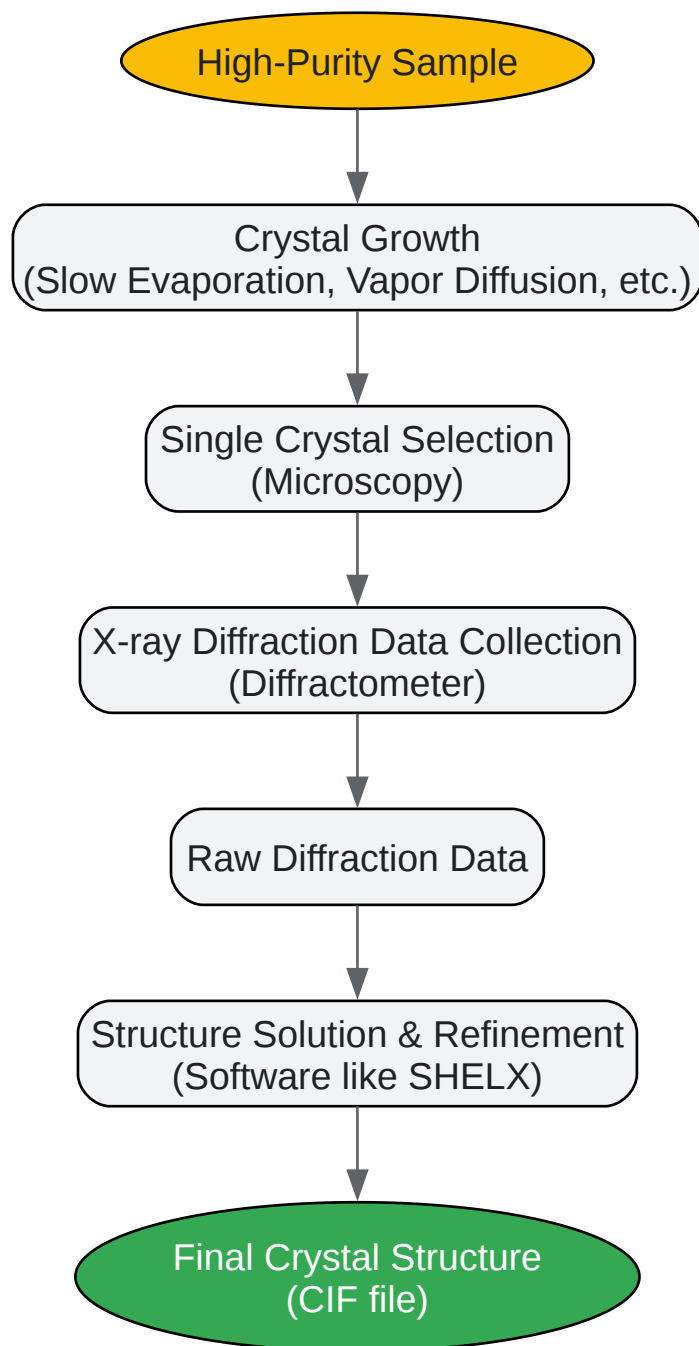 High-Purity Sample
Crystal Growth
(Slow Evaporation, Vapor Diffusion, etc.)
Single Crystal Selection
(Microscopy)
X-ray Diffraction Data Collection
(Diffractometer)
Raw Diffraction Data
Structure Solution & Refinement
(Software like SHELX)
Final Crystal Structure
(CIF file)